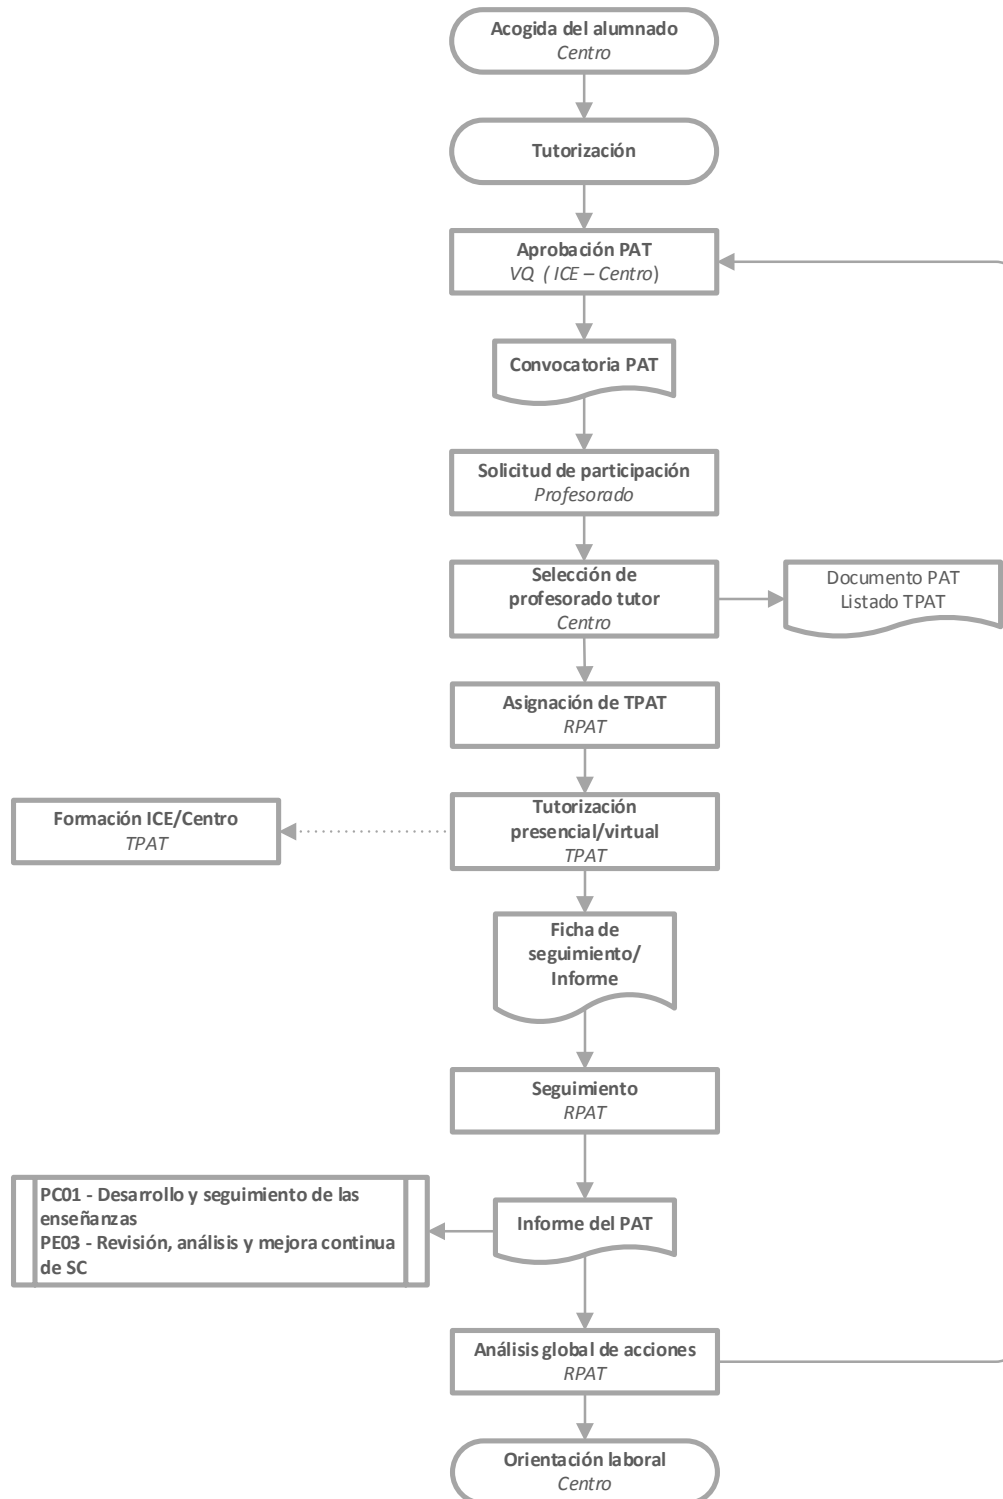 Acogida del alumnado
Centro
Tutorización
Aprobación PAT
VQ ( ICE – Centro)
Convocatoria PAT
Solicitud de participación
Profesorado
Selección de
profesorado tutor
Centro
Documento PAT
Listado TPAT
Asignación de TPAT
RPAT
Formación ICE/Centro
TPAT
Tutorización
presencial/virtual
TPAT
Ficha de
seguimiento/
Informe
Seguimiento
RPAT
PC01 - Desarrollo y seguimiento de las
enseñanzas
PE03 - Revisión, análisis y mejora continua
de SC
Informe del PAT
Análisis global de acciones
RPAT
Orientación laboral
Centro